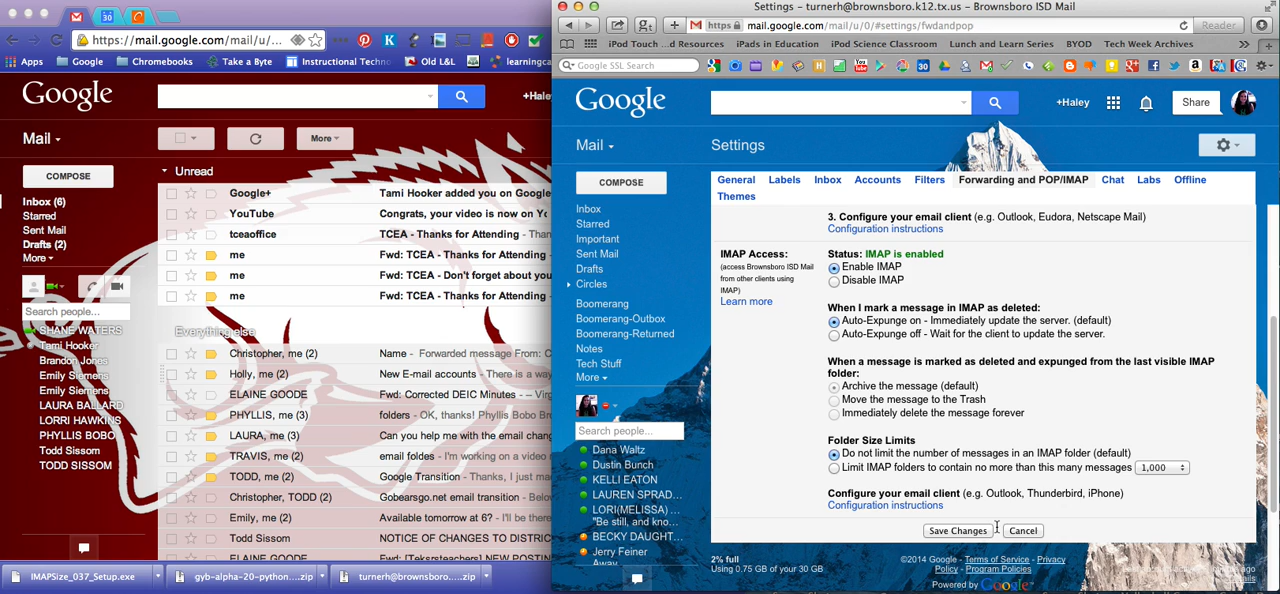 Settings – turnerh@brownsboro.k12.tx.us – Brownsboro ISD Mail
https://mail.google.com/mail/u/...
https mail.google.com/mail/u/0/#settings/fwdandpop
Reader
Apps Google Chromebooks Take a Byte Instructional Techno Old L&L learningca
iPod Touch ...d Resources iPads in Education iPod Science Classroom Lunch and Learn Series BYOD Tech Week Archives
Google SSL Search
Google
+Haley
Mail
More
COMPOSE
Unread
Inbox (6)
Starred
Sent Mail
Drafts (2)
More
Search people...
SHANE WATERS
Tami Hooker
Brandon Jones
Emily Siemens
Emily Siemens
LAURA BALLARD
LORRI HAWKINS
PHYLLIS BOBO
Todd Sissom
TODD SISSOM
Google+ Tami Hooker added you on Google
YouTube Congrats, your video is now on Yo
tceaoffice TCEA - Thanks for Attending -
me Fwd: TCEA - Thanks for Attending
me Fwd: TCEA - Don't forget about you
me Fwd: TCEA - Thanks for Attending
Everything else
Christopher, me (2) Name - Forwarded message From: C
Holly, me (2) New E-mail accounts - There is a way
ELAINE GOODE Fwd: Corrected DEIC Minutes -
PHYLLIS, me (3) folders - OK, thanks! Phyllis Bobo Br
LAURA, me (3) Can you help me with the email chan
TRAVIS, me (2) email foldes - I'm working on a video
TODD, me (2) Google Transition - Thanks, I just
Christopher, TODD (2) Gobearsgo.net email transition -
Emily, me (2) Available tomorrow at 6? - I'll be there
Todd Sissom NOTICE OF CHANGES TO DISTRIC
ELAINE GOODE Fwd: [Teksrteachers] NEW POSTIN
IMAPSize_037_Setup.exe
gyb-alpha-20-python....zip
turnerh@brownsboro....zip
Google
+Haley
Share
Mail
Settings
COMPOSE
General Labels Inbox Accounts Filters Forwarding and POP/IMAP Chat Labs Offline
Themes
Inbox
Starred
Important
Sent Mail
Drafts
Circles
Boomerang
Boomerang-Outbox
Boomerang-Returned
Notes
Tech Stuff
More
Search people...
Dana Waltz
Dustin Bunch
KELLI EATON
LAUREN SPRAD...
LORI(MELISSA) ...
"Be still, and kno...
BECKY DAUGHT...
Jerry Feiner
Away
3. Configure your email client (e.g. Outlook, Eudora, Netscape Mail)
Configuration instructions
IMAP Access:
(access Brownsboro ISD Mail
from other clients using
IMAP)
Learn more
Status: IMAP is enabled
Enable IMAP
Disable IMAP
When I mark a message in IMAP as deleted:
Auto-Expunge on - Immediately update the server. (default)
Auto-Expunge off - Wait for the client to update the server.
When a message is marked as deleted and expunged from the last visible IMAP
folder:
Archive the message (default)
Move the message to the Trash
Immediately delete the message forever
Folder Size Limits
Do not limit the number of messages in an IMAP folder (default)
Limit IMAP folders to contain no more than this many messages 1,000
Configure your email client (e.g. Outlook, Thunderbird, iPhone)
Configuration instructions
Save Changes Cancel
2% full
Using 0.75 GB of your 30 GB
©2014 Google - Terms of Service - Privacy
Policy - Program Policies
Powered by Google
Details